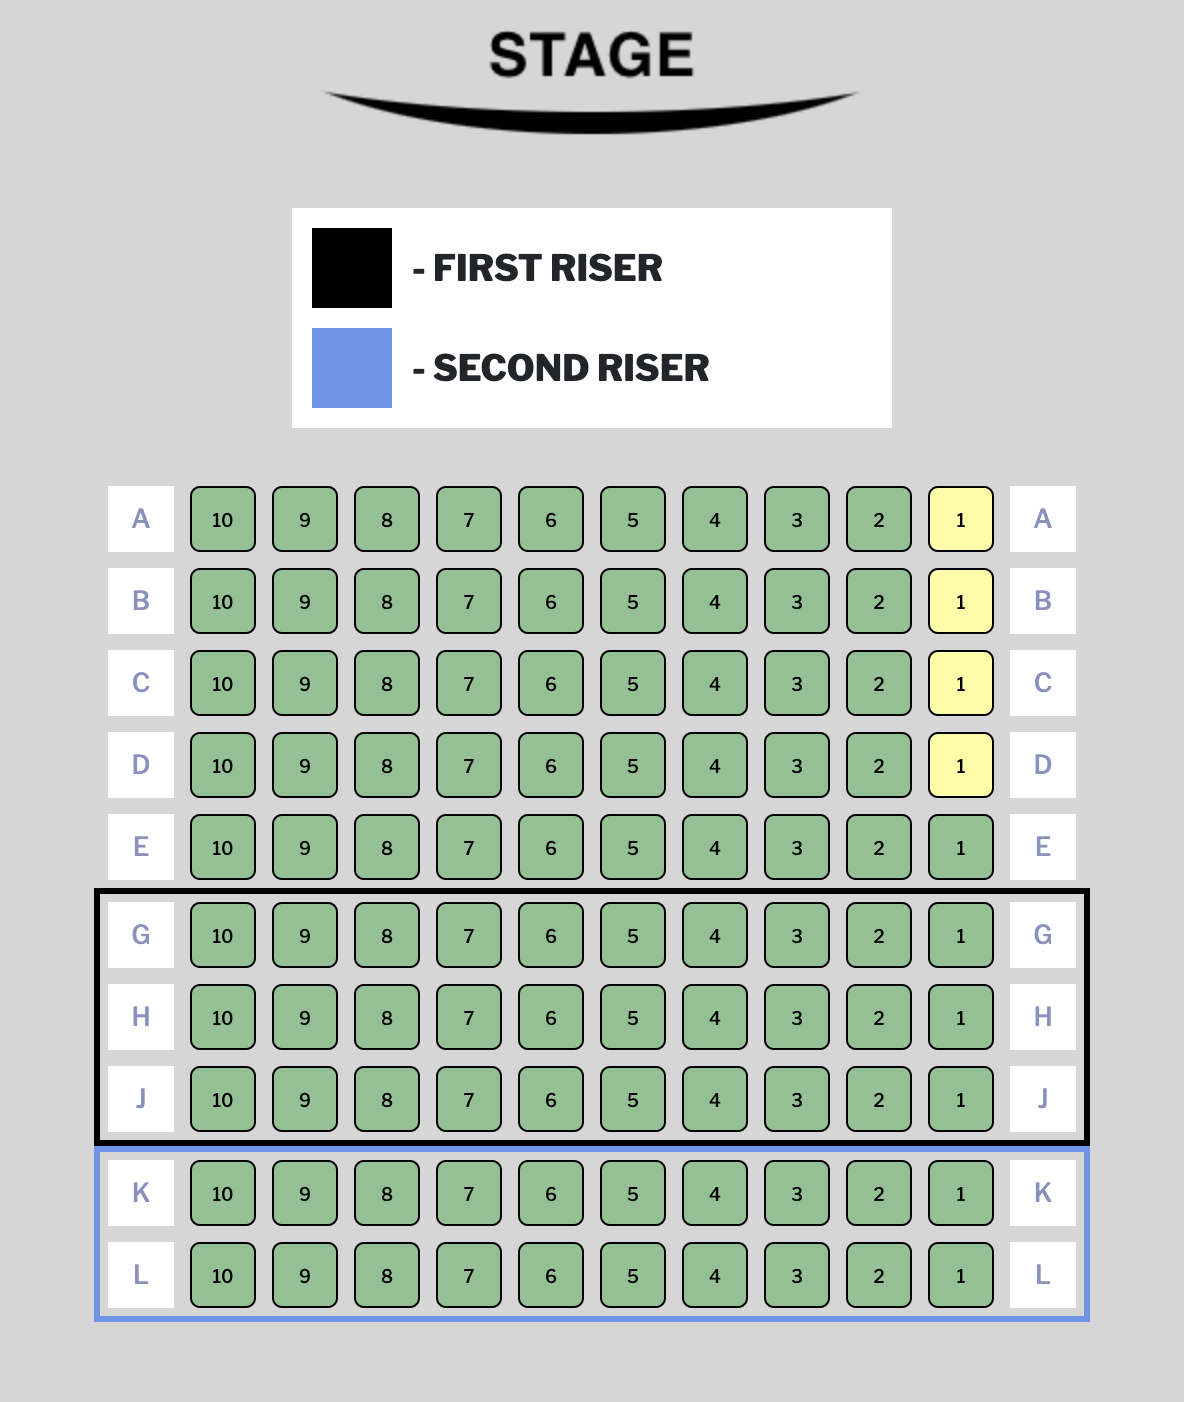 STAGE
- FIRST RISER
- SECOND RISER
A 10 9 8 7 6 5 4 3 2 1 A
B 10 9 8 7 6 5 4 3 2 1 B
C 10 9 8 7 6 5 4 3 2 1 C
D 10 9 8 7 6 5 4 3 2 1 D
E 10 9 8 7 6 5 4 3 2 1 E
G 10 9 8 7 6 5 4 3 2 1 G
H 10 9 8 7 6 5 4 3 2 1 H
J 10 9 8 7 6 5 4 3 2 1 J
K 10 9 8 7 6 5 4 3 2 1 K
L 10 9 8 7 6 5 4 3 2 1 L